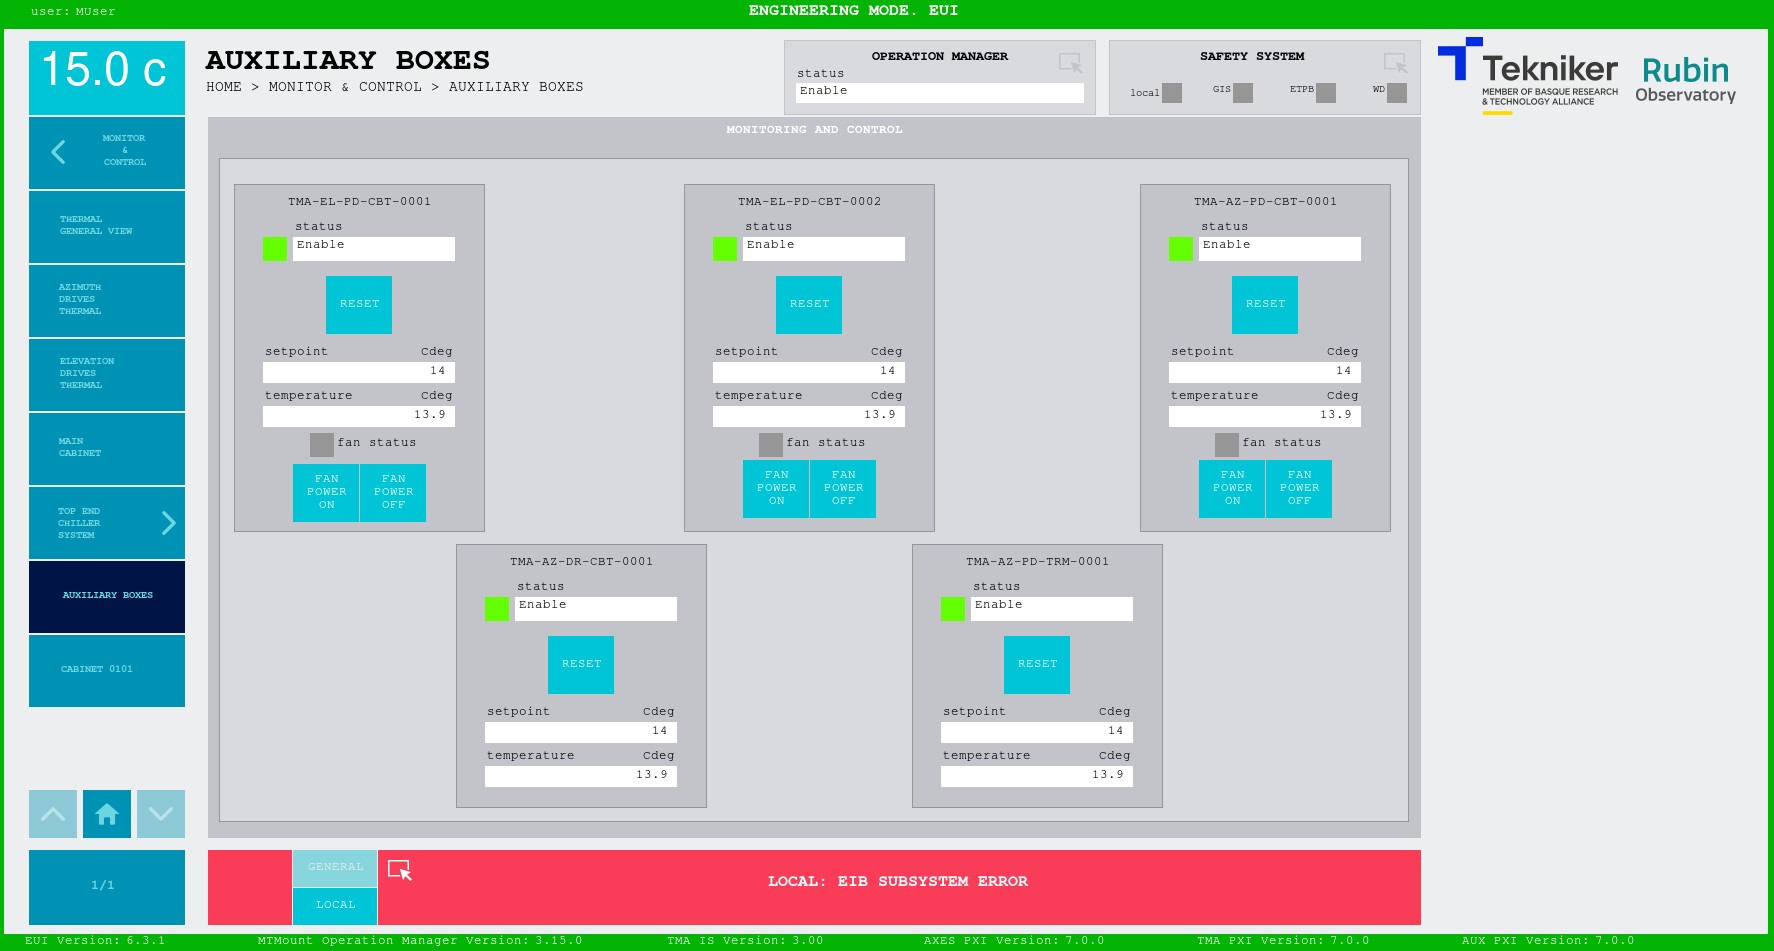 user: MUser
ENGINEERING MODE. EUI
15.0 c
AUXILIARY BOXES
HOME > MONITOR & CONTROL > AUXILIARY BOXES
OPERATION MANAGER
status
Enable
SAFETY SYSTEM
local
GIS
ETPB
WD
Tekniker
MEMBER OF BASQUE RESEARCH
& TECHNOLOGY ALLIANCE
Rubin
Observatory
MONITOR
&
CONTROL
THERMAL
GENERAL VIEW
AZIMUTH
DRIVES
THERMAL
ELEVATION
DRIVES
THERMAL
MAIN
CABINET
TOP END
CHILLER
SYSTEM
AUXILIARY BOXES
CABINET 0101
1/1
MONITORING AND CONTROL
TMA-EL-PD-CBT-0001
status
Enable
RESET
setpoint Cdeg
14
temperature Cdeg
13.9
fan status
FAN
POWER
ON
FAN
POWER
OFF
TMA-EL-PD-CBT-0002
status
Enable
RESET
setpoint Cdeg
14
temperature Cdeg
13.9
fan status
FAN
POWER
ON
FAN
POWER
OFF
TMA-AZ-PD-CBT-0001
status
Enable
RESET
setpoint Cdeg
14
temperature Cdeg
13.9
fan status
FAN
POWER
ON
FAN
POWER
OFF
TMA-AZ-DR-CBT-0001
status
Enable
RESET
setpoint Cdeg
14
temperature Cdeg
13.9
TMA-AZ-PD-TRM-0001
status
Enable
RESET
setpoint Cdeg
14
temperature Cdeg
13.9
GENERAL
LOCAL
LOCAL: EIB SUBSYSTEM ERROR
EUI Version: 6.3.1
MTMount Operation Manager Version: 3.15.0
TMA IS Version: 3.00
AXES PXI Version: 7.0.0
TMA PXI Version: 7.0.0
AUX PXI Version: 7.0.0